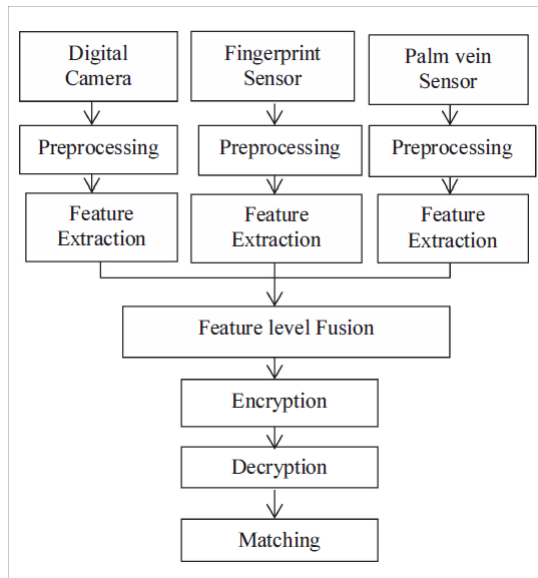 Digital
Camera
Fingerprint
Sensor
Palm vein
Sensor
Preprocessing
Preprocessing
Preprocessing
Feature
Extraction
Feature
Extraction
Feature
Extraction
Feature level Fusion
Encryption
Decryption
Matching